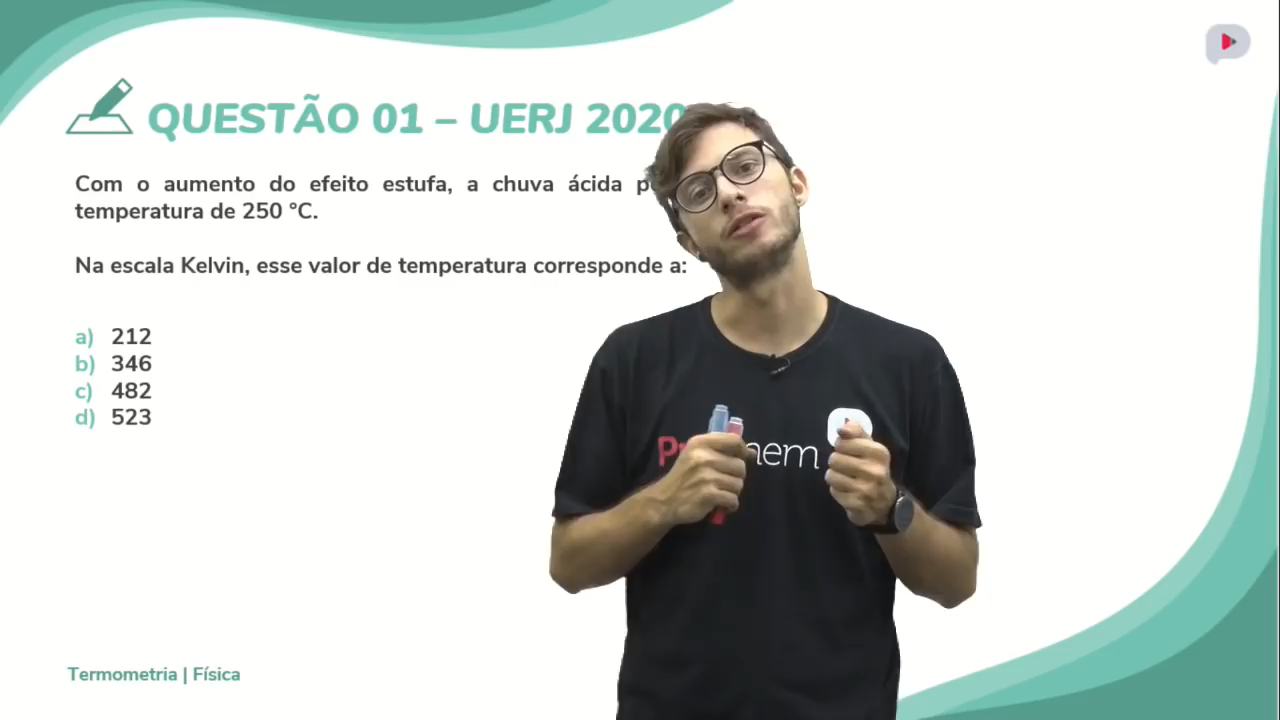 QUESTÃO 01 – UERJ 2020
Com o aumento do efeito estufa, a chuva ácida
temperatura de 250 °C.
Na escala Kelvin, esse valor de temperatura corresponde a:
a) 212
b) 346
c) 482
d) 523
Termometria | Física